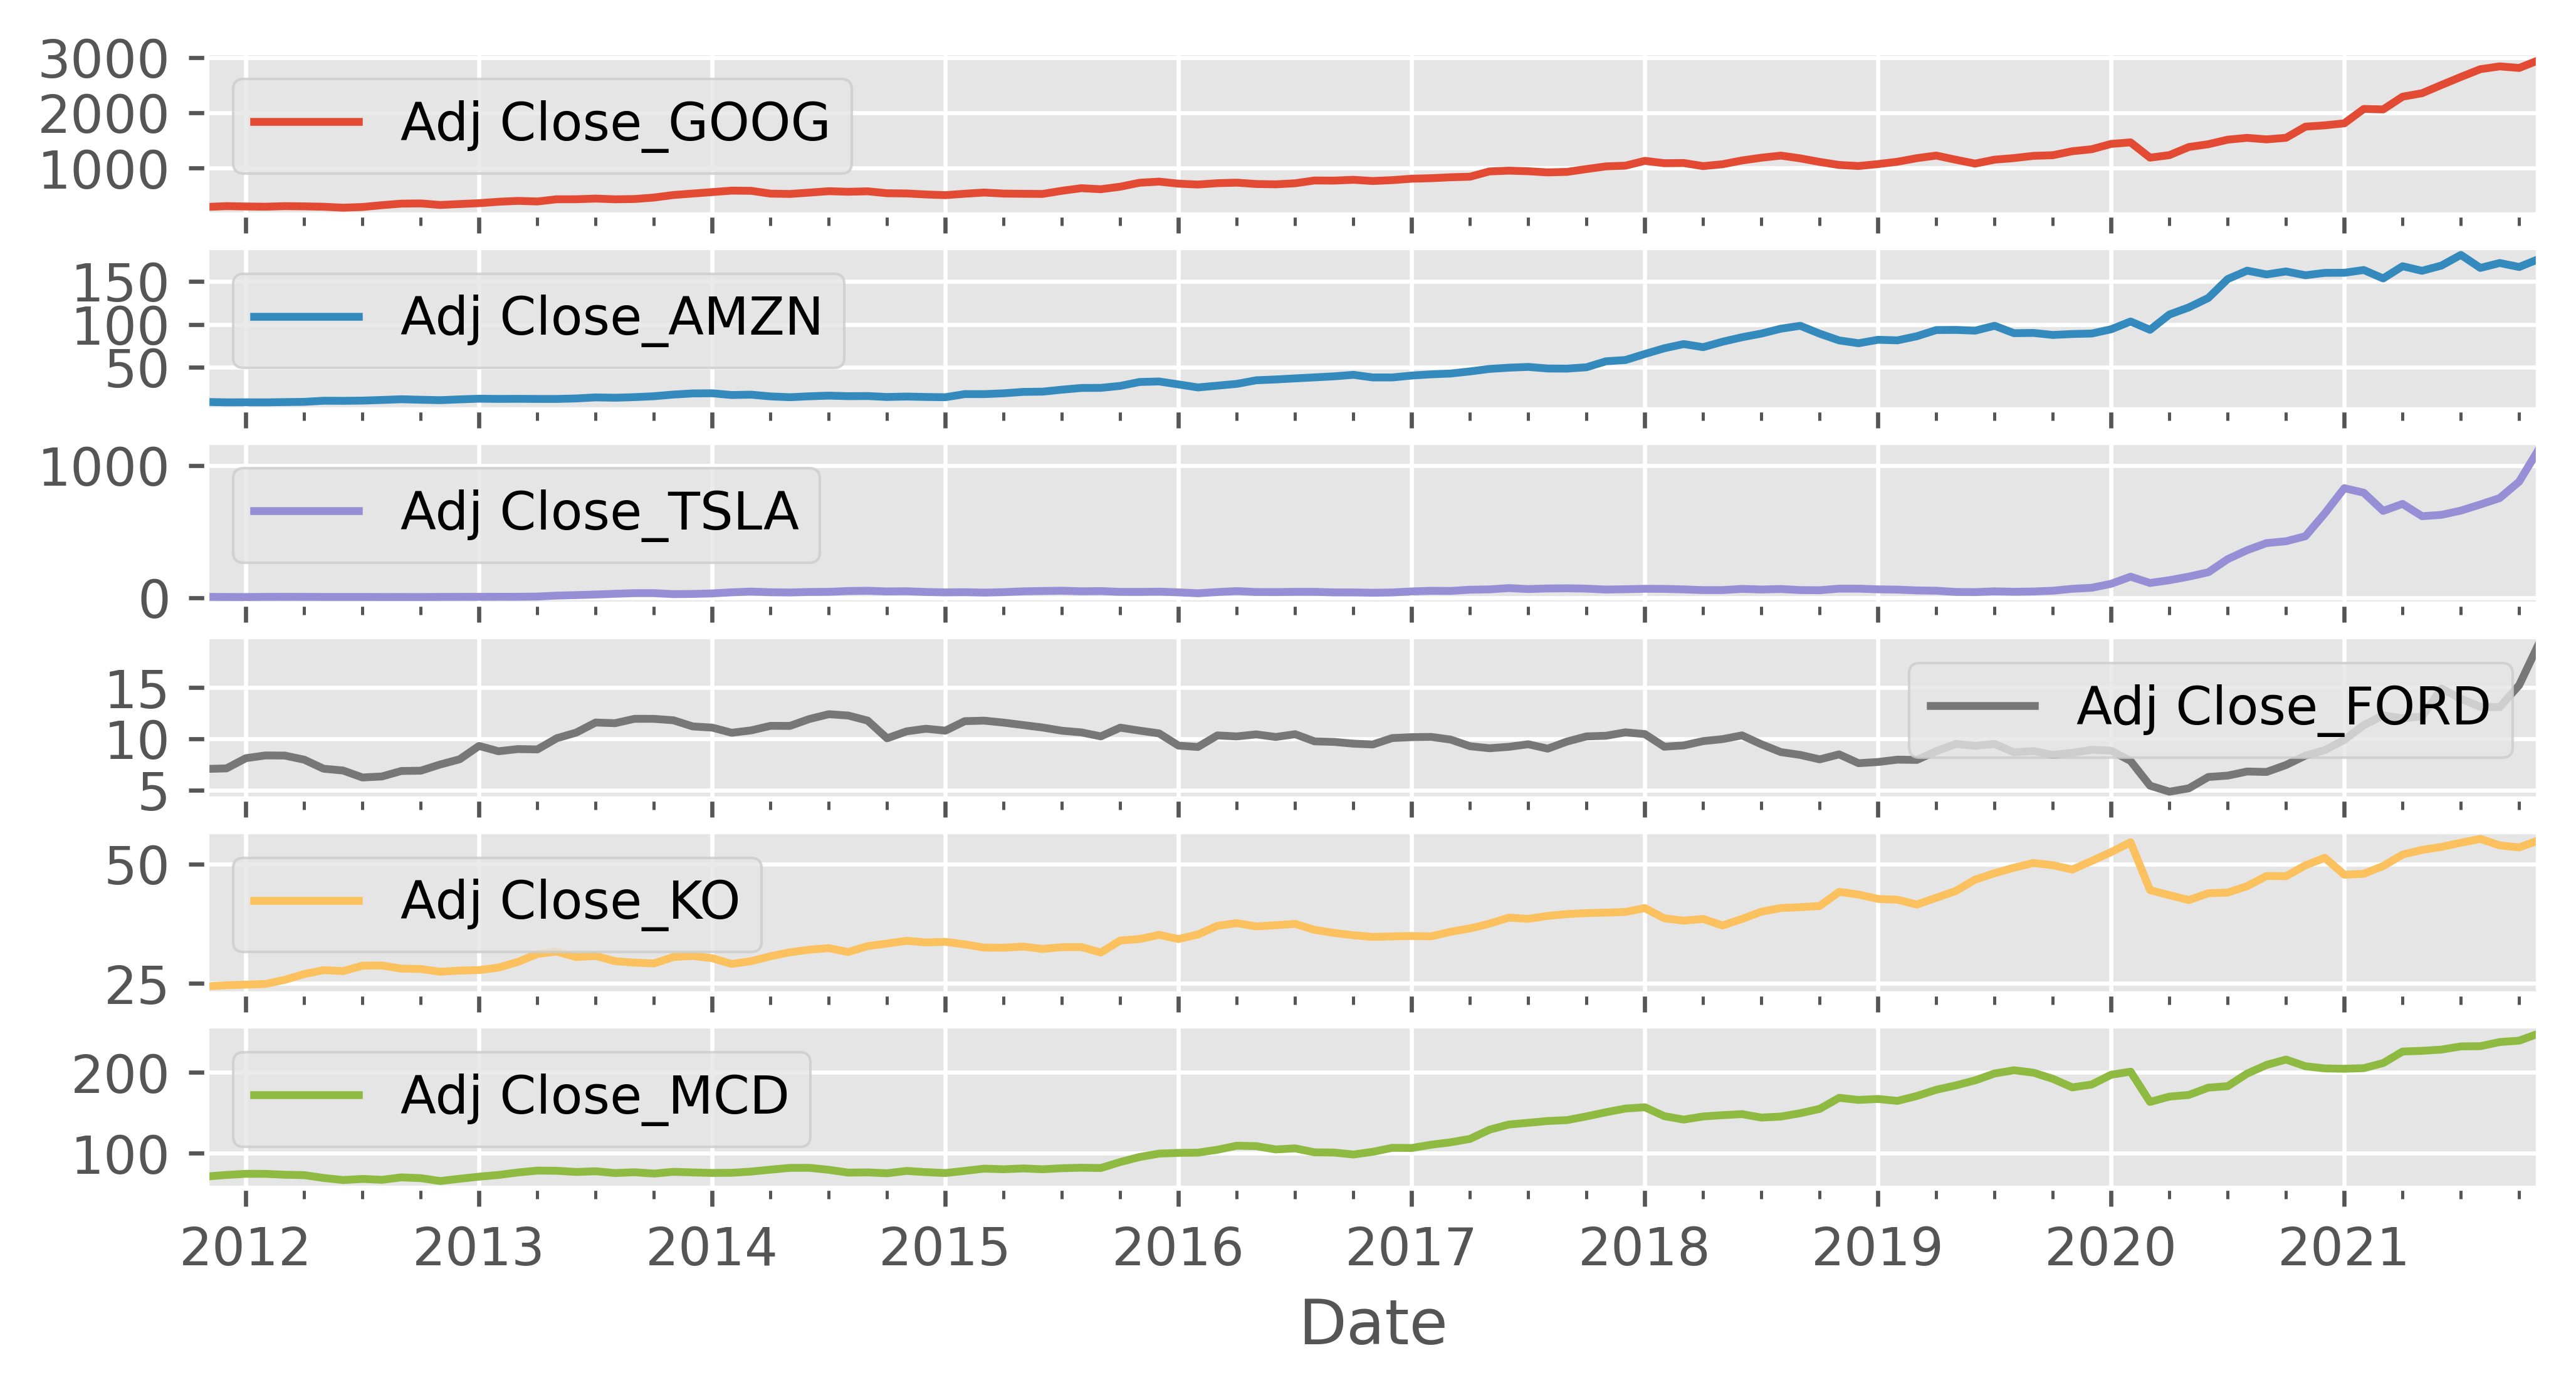 3000
2000
1000
Adj Close_GOOG
150
100
50
Adj Close_AMZN
1000
0
Adj Close_TSLA
15
10
5
Adj Close_FORD
50
25
Adj Close_KO
200
100
Adj Close_MCD
2012 2013 2014 2015 2016 2017 2018 2019 2020 2021
Date